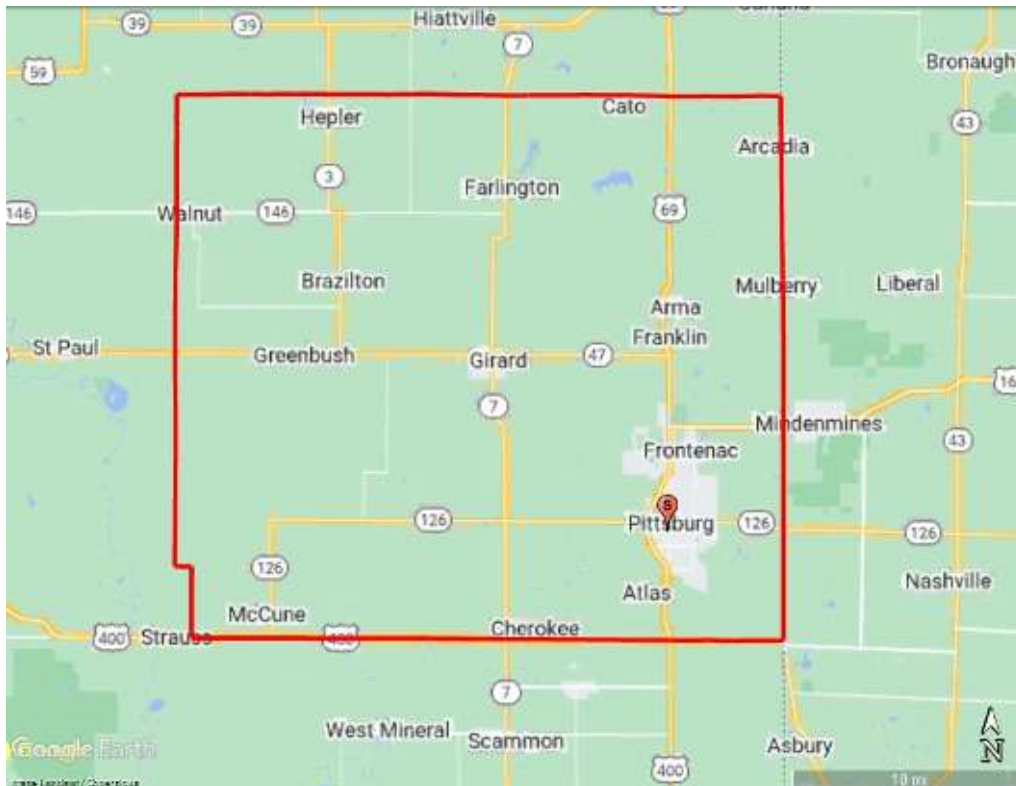 Hiattville
39
39
7
59
Bronaugh
Cato
Hepler
43
Arcadia
3
Farlington
146
Walnut
146
69
Brazilton
Mulberry
Liberal
Arma
Franklin
St Paul
Greenbush
Girard
47
7
Mindenmines
43
Frontenac
S
126
Pittsburg
126
126
126
Nashville
Atlas
McCune
400
Strauss
400
Cherokee
7
West Mineral
Scammon
Asbury
N
Google Earth
400
10 mi